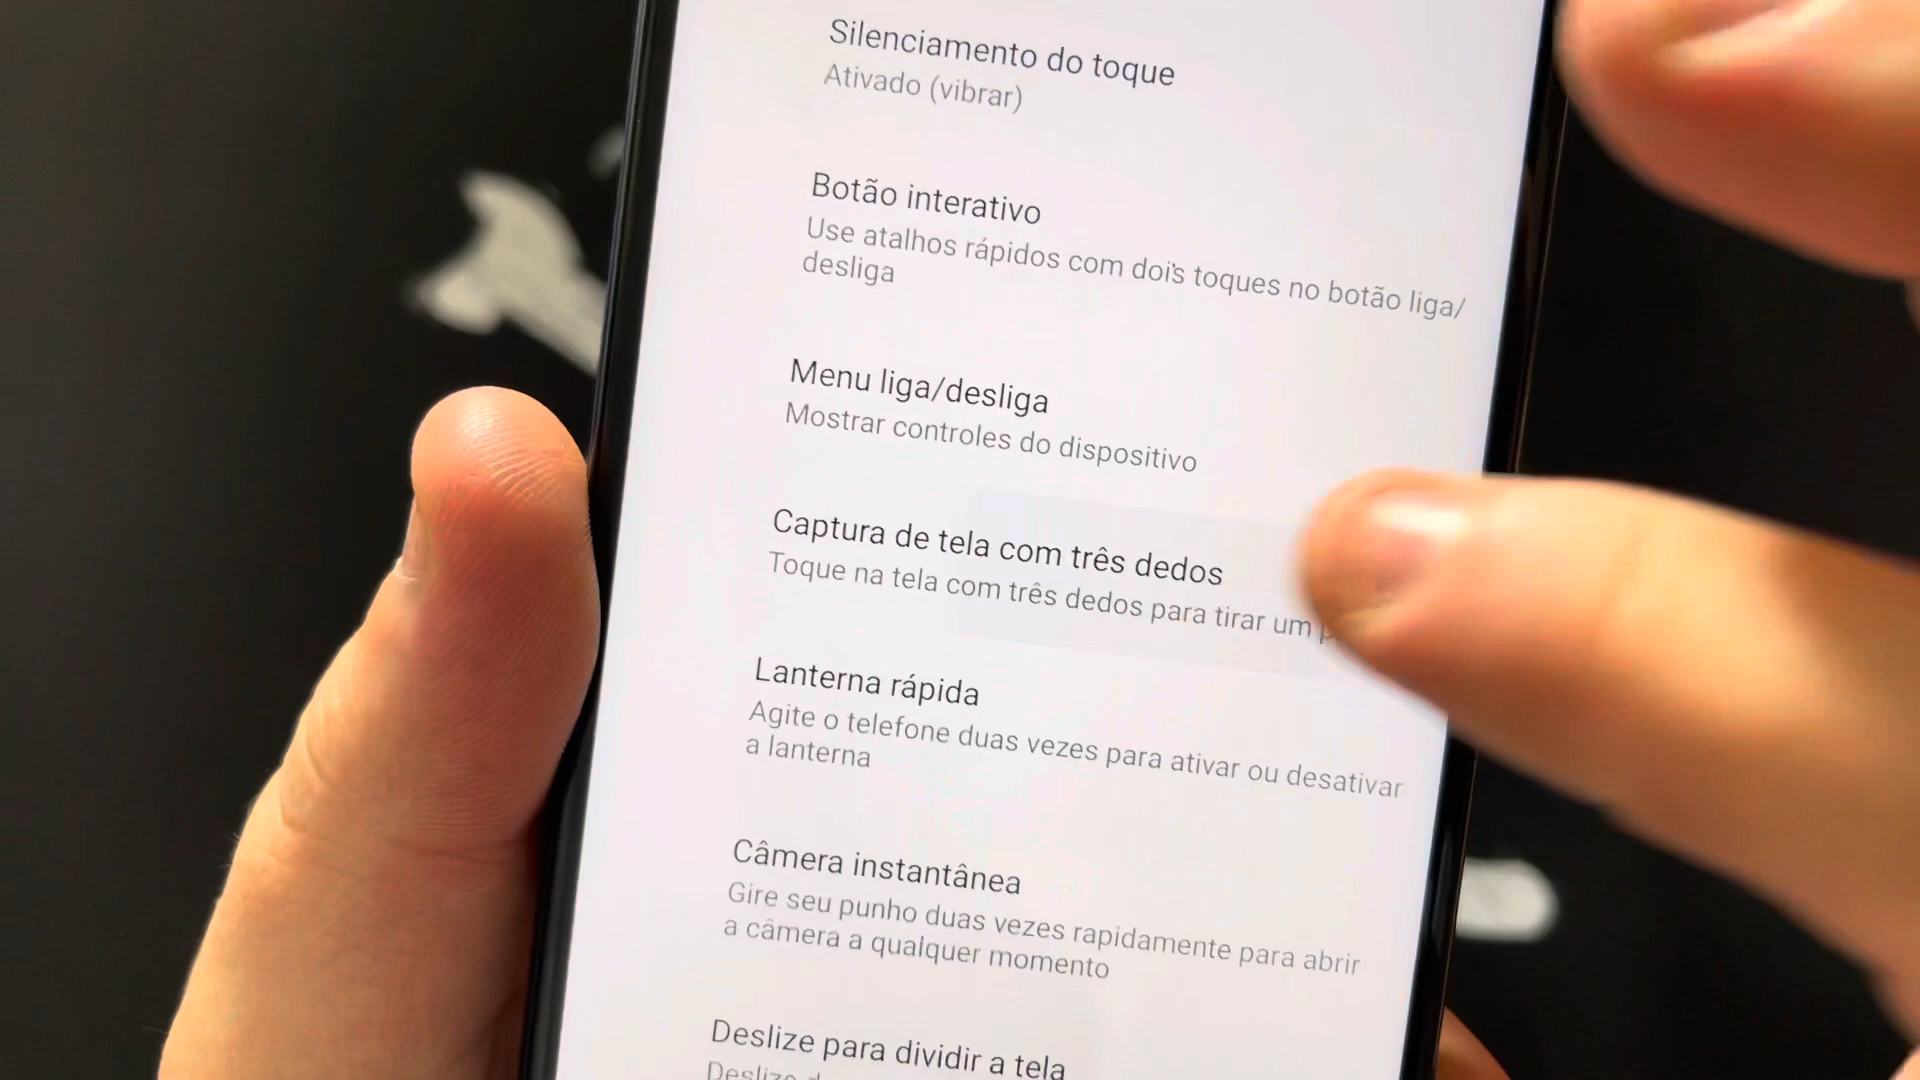 Silenciamento do toque
Ativado (vibrar)
Botão interativo
Use atalhos rápidos com dois toques no botão liga/
desliga
Menu liga/desliga
Mostrar controles do dispositivo
Captura de tela com três dedos
Toque na tela com três dedos para tirar um
Lanterna rápida
Agite o telefone duas vezes para ativar ou desativar
a lanterna
Câmera instantânea
Gire seu punho duas vezes rapidamente para abrir
a câmera a qualquer momento
Deslize para dividir a tela